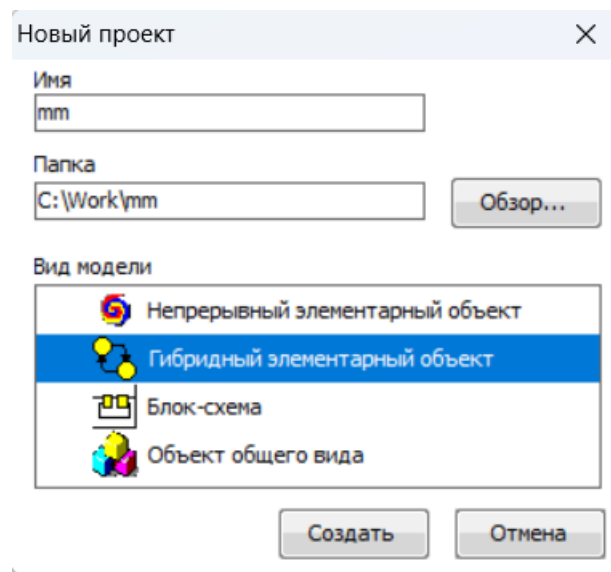 Новый проект
Имя
mm
Папка
C:\Work\mm
Обзор...
Вид модели
Непрерывный элементарный объект
Гибридный элементарный объект
Блок-схема
Объект общего вида
Создать
Отмена